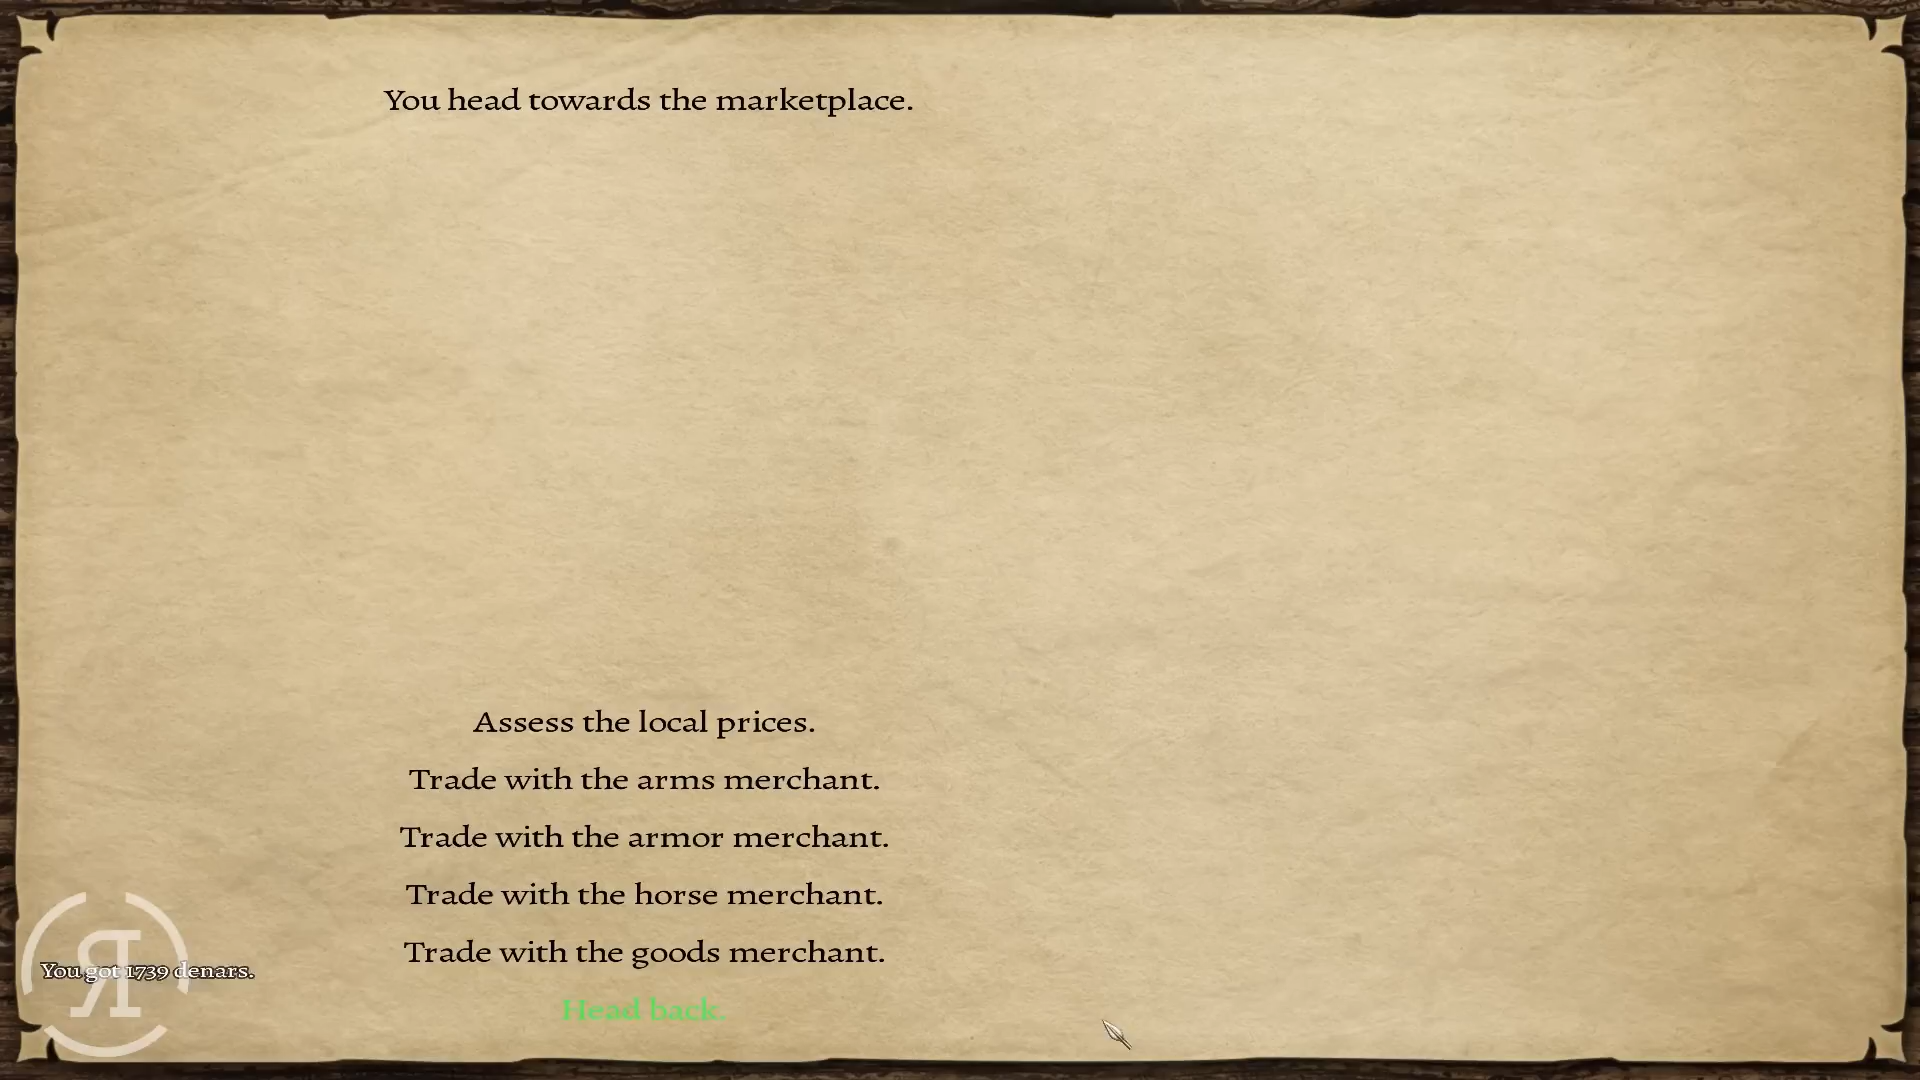 You head towards the marketplace.
Assess the local prices.
Trade with the arms merchant.
Trade with the armor merchant.
Trade with the horse merchant.
Trade with the goods merchant.
You got 1739 denars.
Head back.